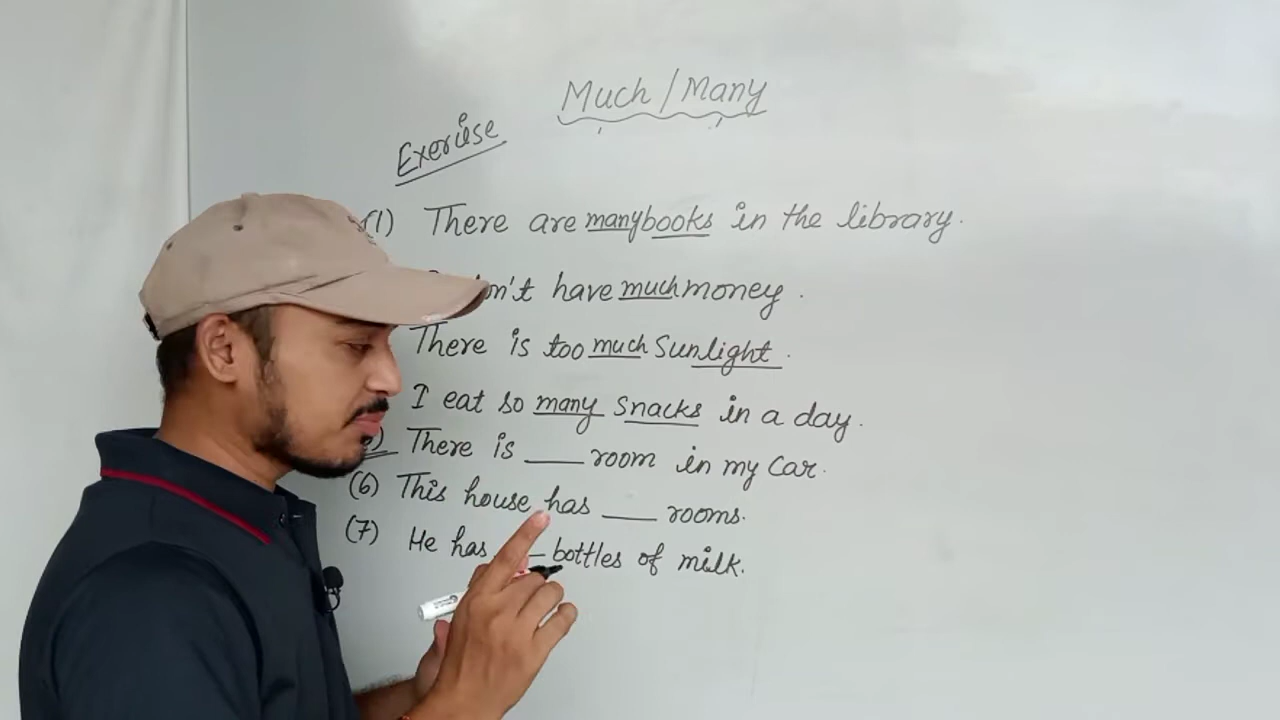 Much/Many
Exercise
(1) There are many books in the library.
have much money.
There is too much Sunlight.
I eat so many snacks in a day.
There is ___ room in my Car.
(6) This house has ___ rooms.
(7) He has ___ bottles of milk.